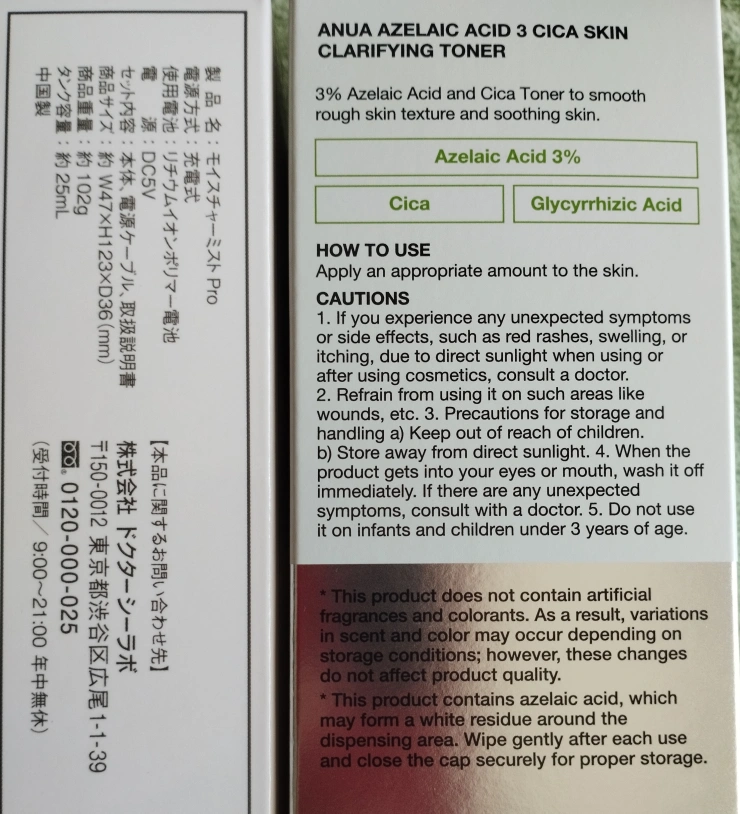 製品名：モイスチャーミスト Pro
電源方式：充電式
使用電池：リチウムイオンポリマー電池
電源：DC5V
セット内容：本体、電源ケーブル、取扱説明書
商品サイズ：約 W47×H123×D36(mm)
商品重量：約 102g
タンク容量：約 25mL
中国製
【本品に関するお問い合わせ先】
株式会社 ドクターシーラボ
〒150-0012 東京都渋谷区広尾1-1-39
0120-000-025
(受付時間／9:00〜21:00 年中無休)
ANUA AZELAIC ACID 3 CICA SKIN
CLARIFYING TONER
3% Azelaic Acid and Cica Toner to smooth
rough skin texture and soothing skin.
Azelaic Acid 3%
Cica
Glycyrrhizic Acid
HOW TO USE
Apply an appropriate amount to the skin.
CAUTIONS
1. If you experience any unexpected symptoms
or side effects, such as red rashes, swelling, or
itching, due to direct sunlight when using or
after using cosmetics, consult a doctor.
2. Refrain from using it on such areas like
wounds, etc. 3. Precautions for storage and
handling a) Keep out of reach of children.
b) Store away from direct sunlight. 4. When the
product gets into your eyes or mouth, wash it off
immediately. If there are any unexpected
symptoms, consult with a doctor. 5. Do not use
it on infants and children under 3 years of age.
* This product does not contain artificial
fragrances and colorants. As a result, variations
in scent and color may occur depending on
storage conditions; however, these changes
do not affect product quality.
* This product contains azelaic acid, which
may form a white residue around the
dispensing area. Wipe gently after each use
and close the cap securely for proper storage.